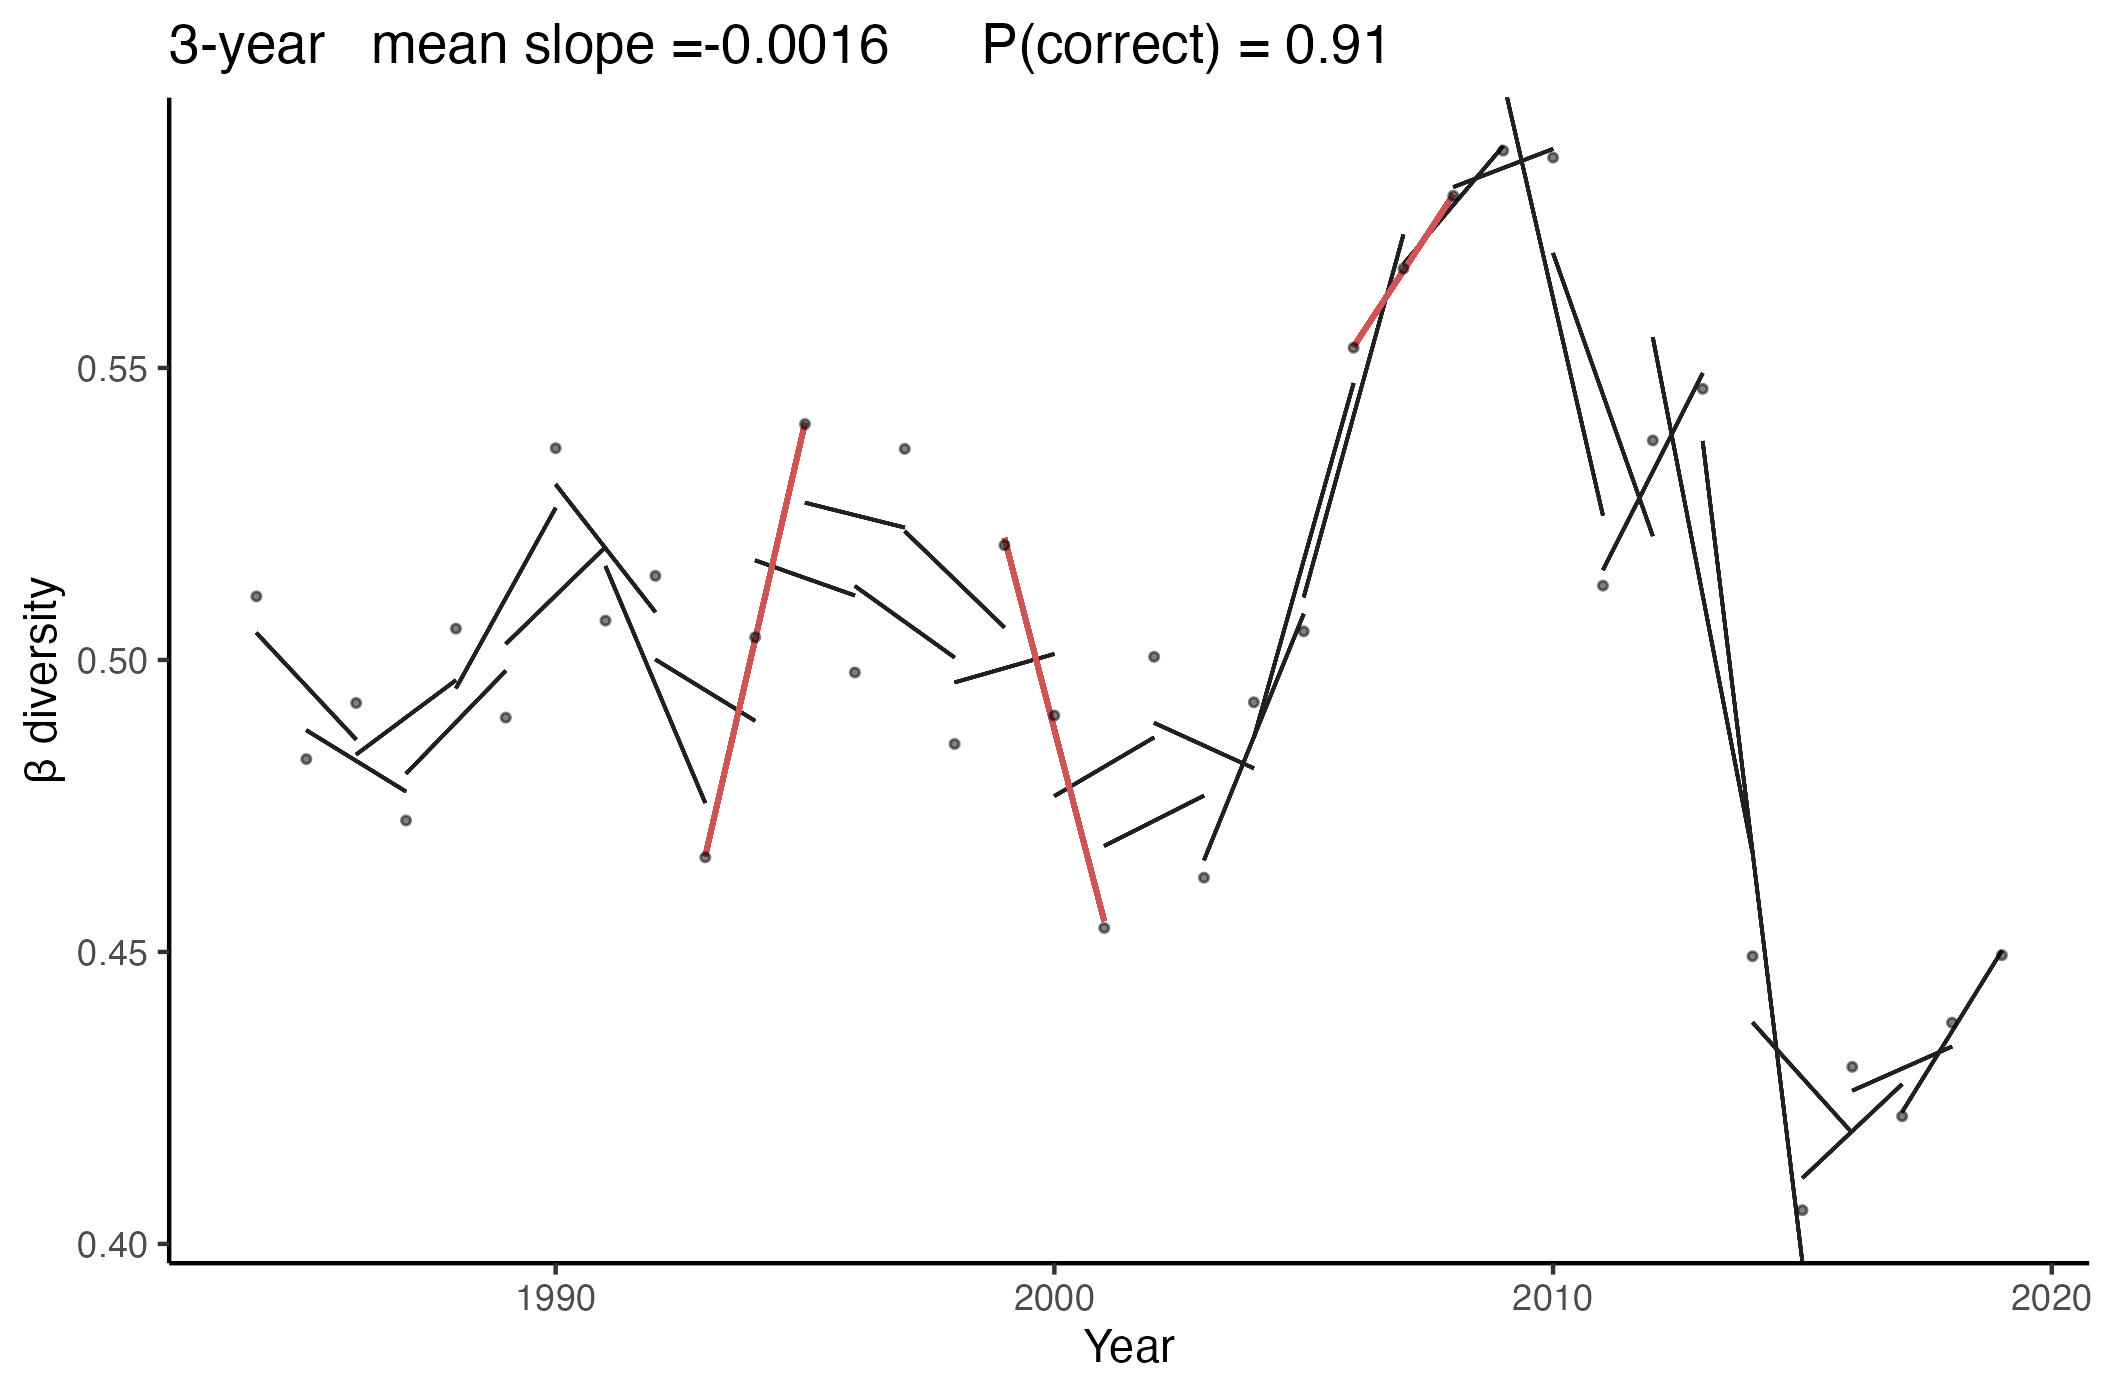 3-year   mean slope =-0.0016      P(correct) = 0.91
β diversity
0.55
0.50
0.45
0.40
1990
2000
2010
2020
Year